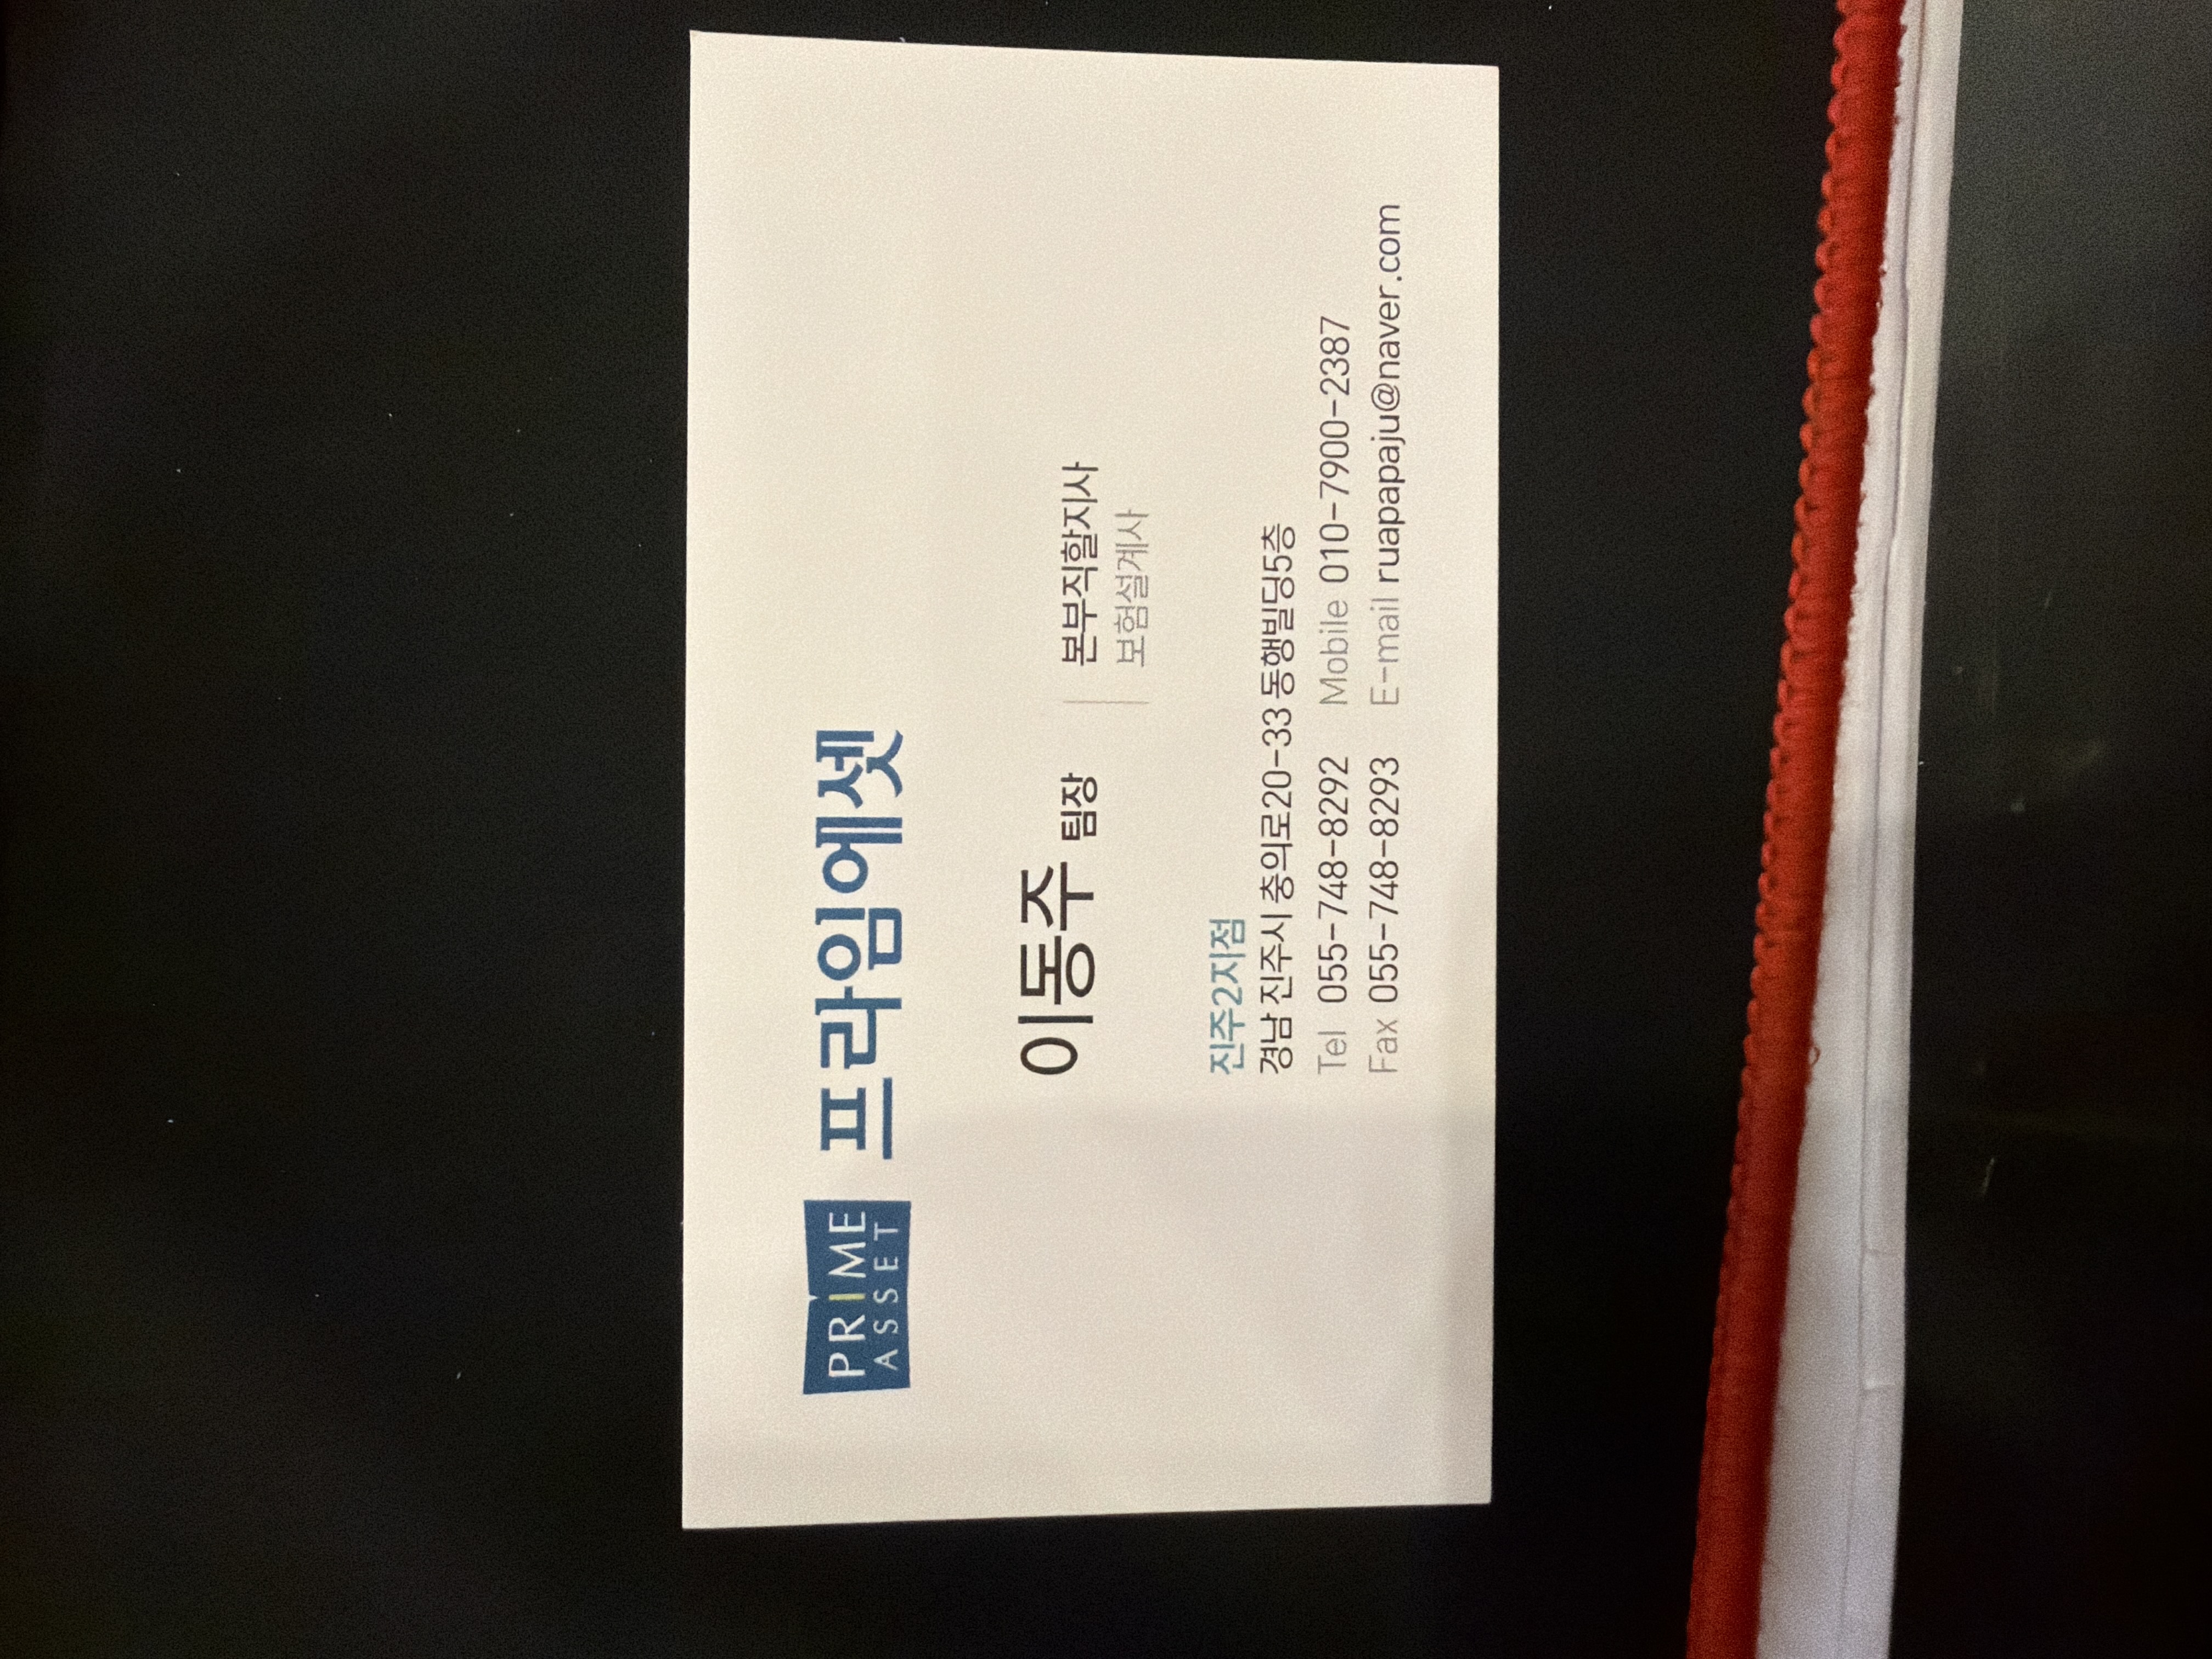 PRIME
ASSET
프라임에셋
이동주 팀장
본부직할지사
보험설계사
진주2지점
경남 진주시 충의로20-33 동행빌딩5층
Tel 055-748-8292 Mobile 010-7900-2387
Fax 055-748-8293 E-mail ruapapaju@naver.com